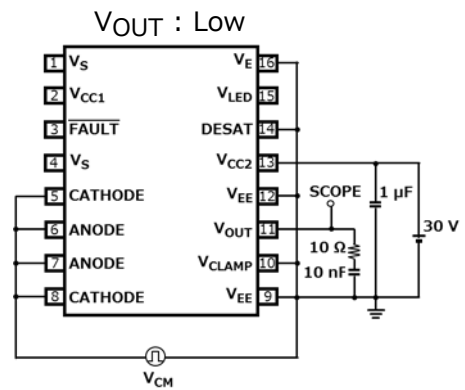 VOUT : Low
1 VS VE 16
2 VCC1 VLED 15
3 FAULT DESAT 14
4 VS VCC2 13
5 CATHODE VEE 12
SCOPE
1 µF
6 ANODE VOUT 11
30 V
10 Ω
7 ANODE VCLAMP 10
10 nF
8 CATHODE VEE 9
VCM